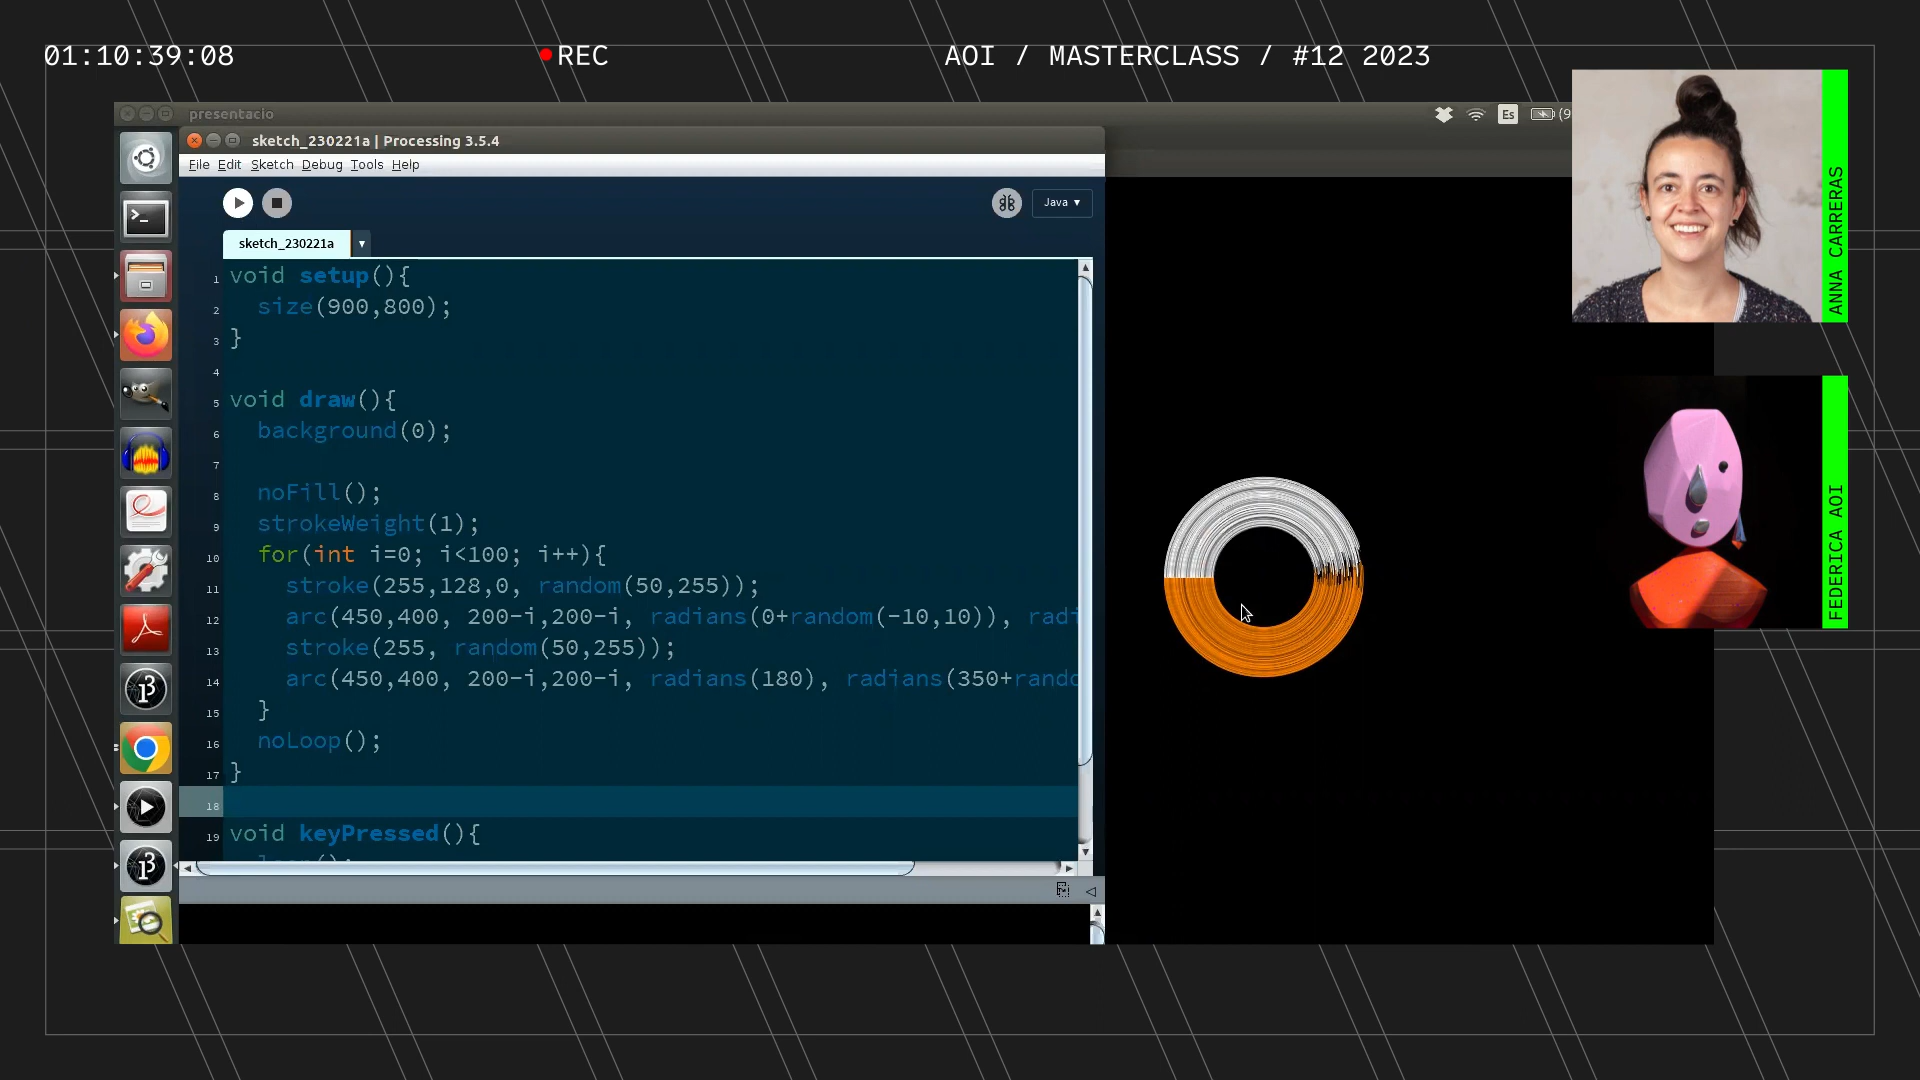 01:10:39:08
REC
AOI / MASTERCLASS / #12 2023
presentacio
Es
(9
sketch_230221a | Processing 3.5.4
File Edit Sketch Debug Tools Help
Java
sketch_230221a
1 void setup(){
2 size(900,800);
3 }
4
5 void draw(){
6 background(0);
7
8 noFill();
9 strokeWeight(1);
10 for(int i=0; i<100; i++){
11 stroke(255,128,0, random(50,255));
12 arc(450,400, 200-i,200-i, radians(0+random(-10,10)), radi
13 stroke(255, random(50,255));
14 arc(450,400, 200-i,200-i, radians(180), radians(350+rando
15 }
16 noLoop();
17 }
18
19 void keyPressed(){
loop();
ANNA CARRERAS
FEDERICA AOI